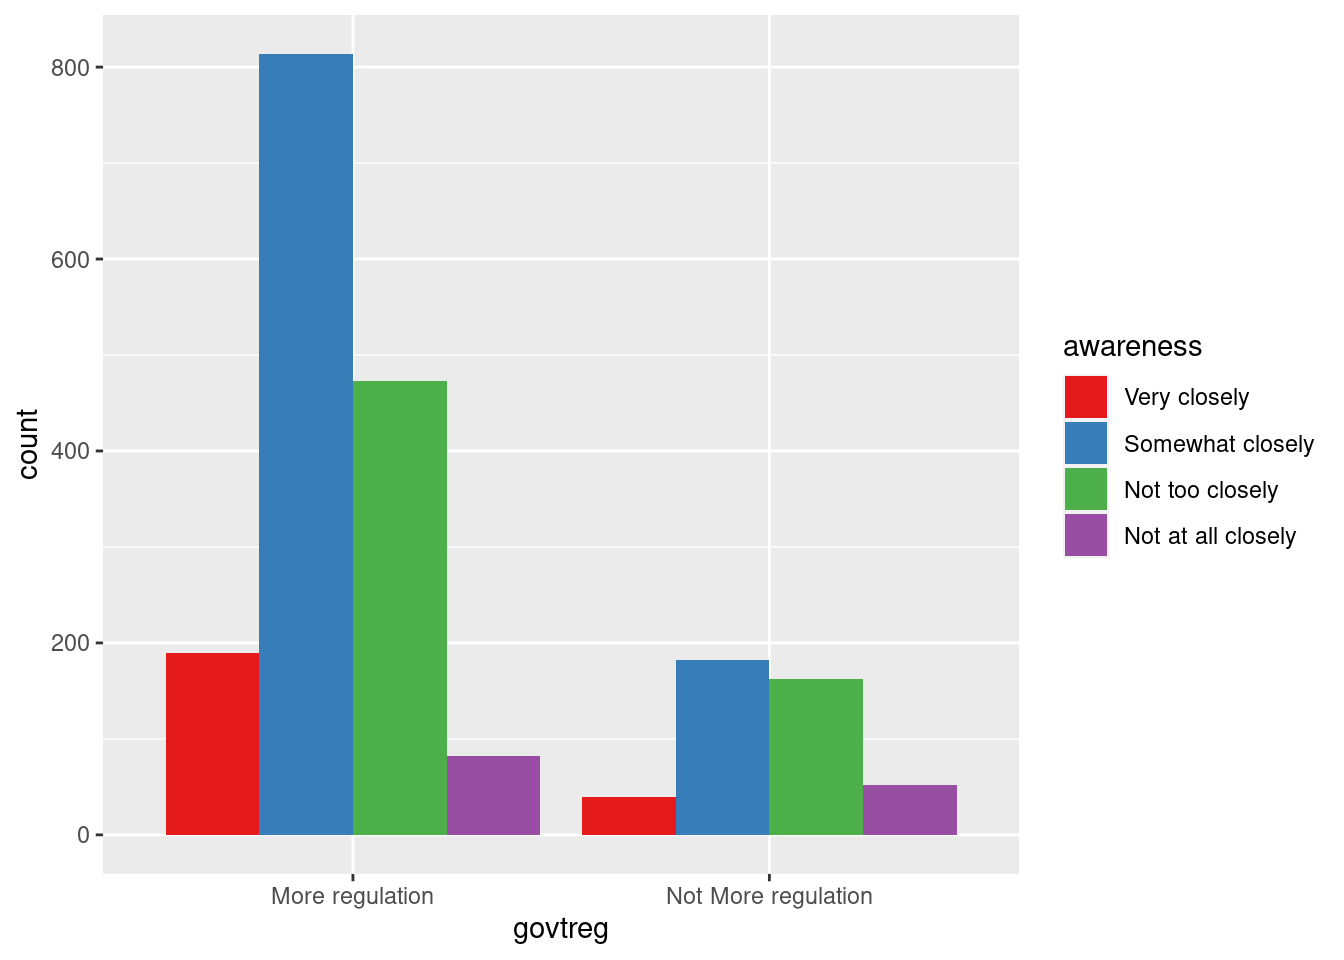 800
600
400
200
0
count
More regulation
Not More regulation
govtreg
awareness
Very closely
Somewhat closely
Not too closely
Not at all closely